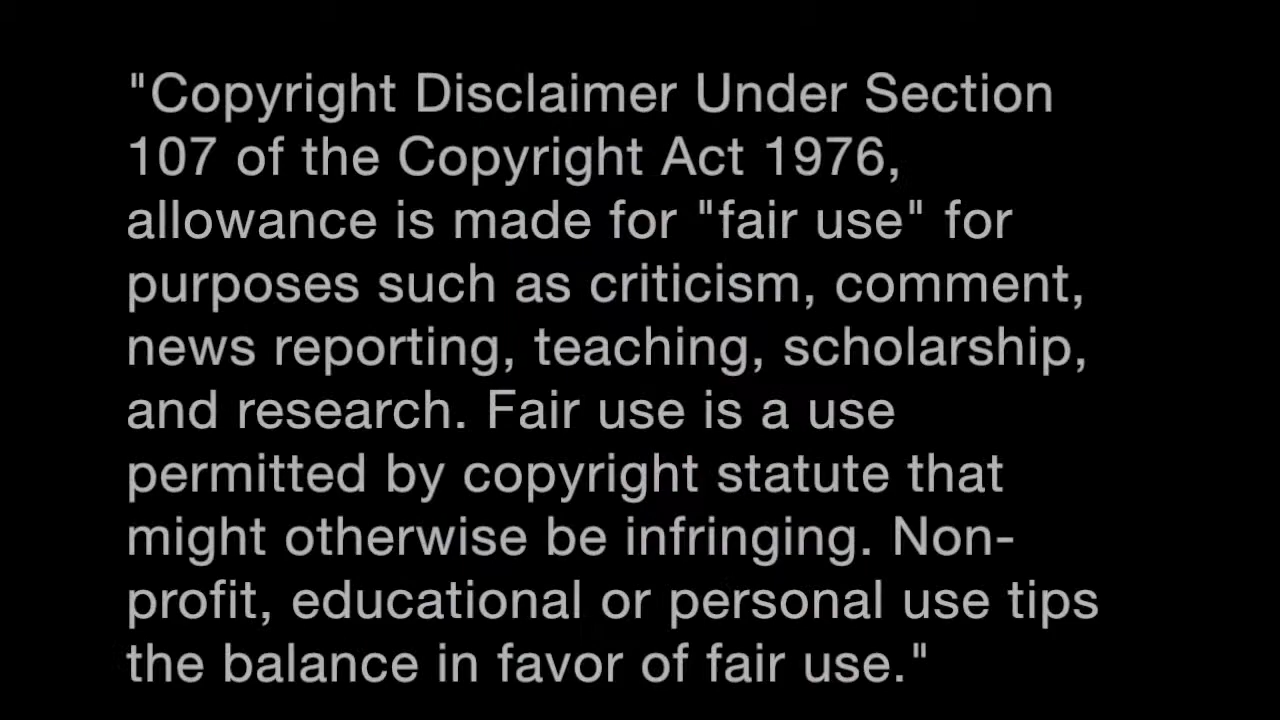 "Copyright Disclaimer Under Section
107 of the Copyright Act 1976,
allowance is made for "fair use" for
purposes such as criticism, comment,
news reporting, teaching, scholarship,
and research. Fair use is a use
permitted by copyright statute that
might otherwise be infringing. Non-
profit, educational or personal use tips
the balance in favor of fair use."